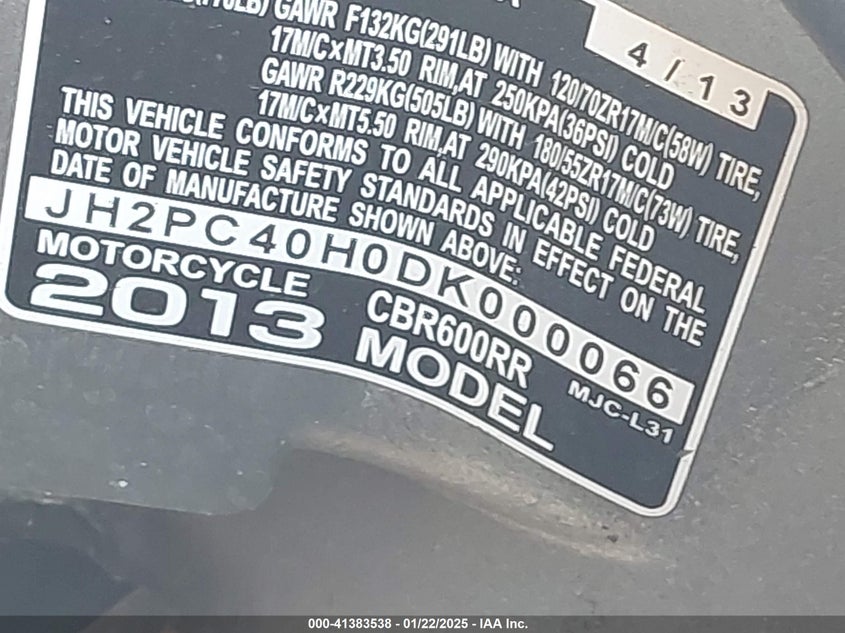 GAWR F132KG(291LB) WITH 120/70ZR17M/C(58W) TIRE,
17M/CxMT3.50 RIM,AT 250KPA(36PSI) COLD
GAWR R229KG(505LB) WITH 180/55ZR17M/C(73W) TIRE,
17M/CxMT5.50 RIM,AT 290KPA(42PSI) COLD
THIS VEHICLE CONFORMS TO ALL APPLICABLE FEDERAL
MOTOR VEHICLE SAFETY STANDARDS IN EFFECT ON THE
DATE OF MANUFACTURE SHOWN ABOVE:
4/13
JH2PC40H0DK000066
MOTORCYCLE
2013
CBR600RR
MODEL
MJC-L31
000-41383538 - 01/22/2025 - IAA Inc.